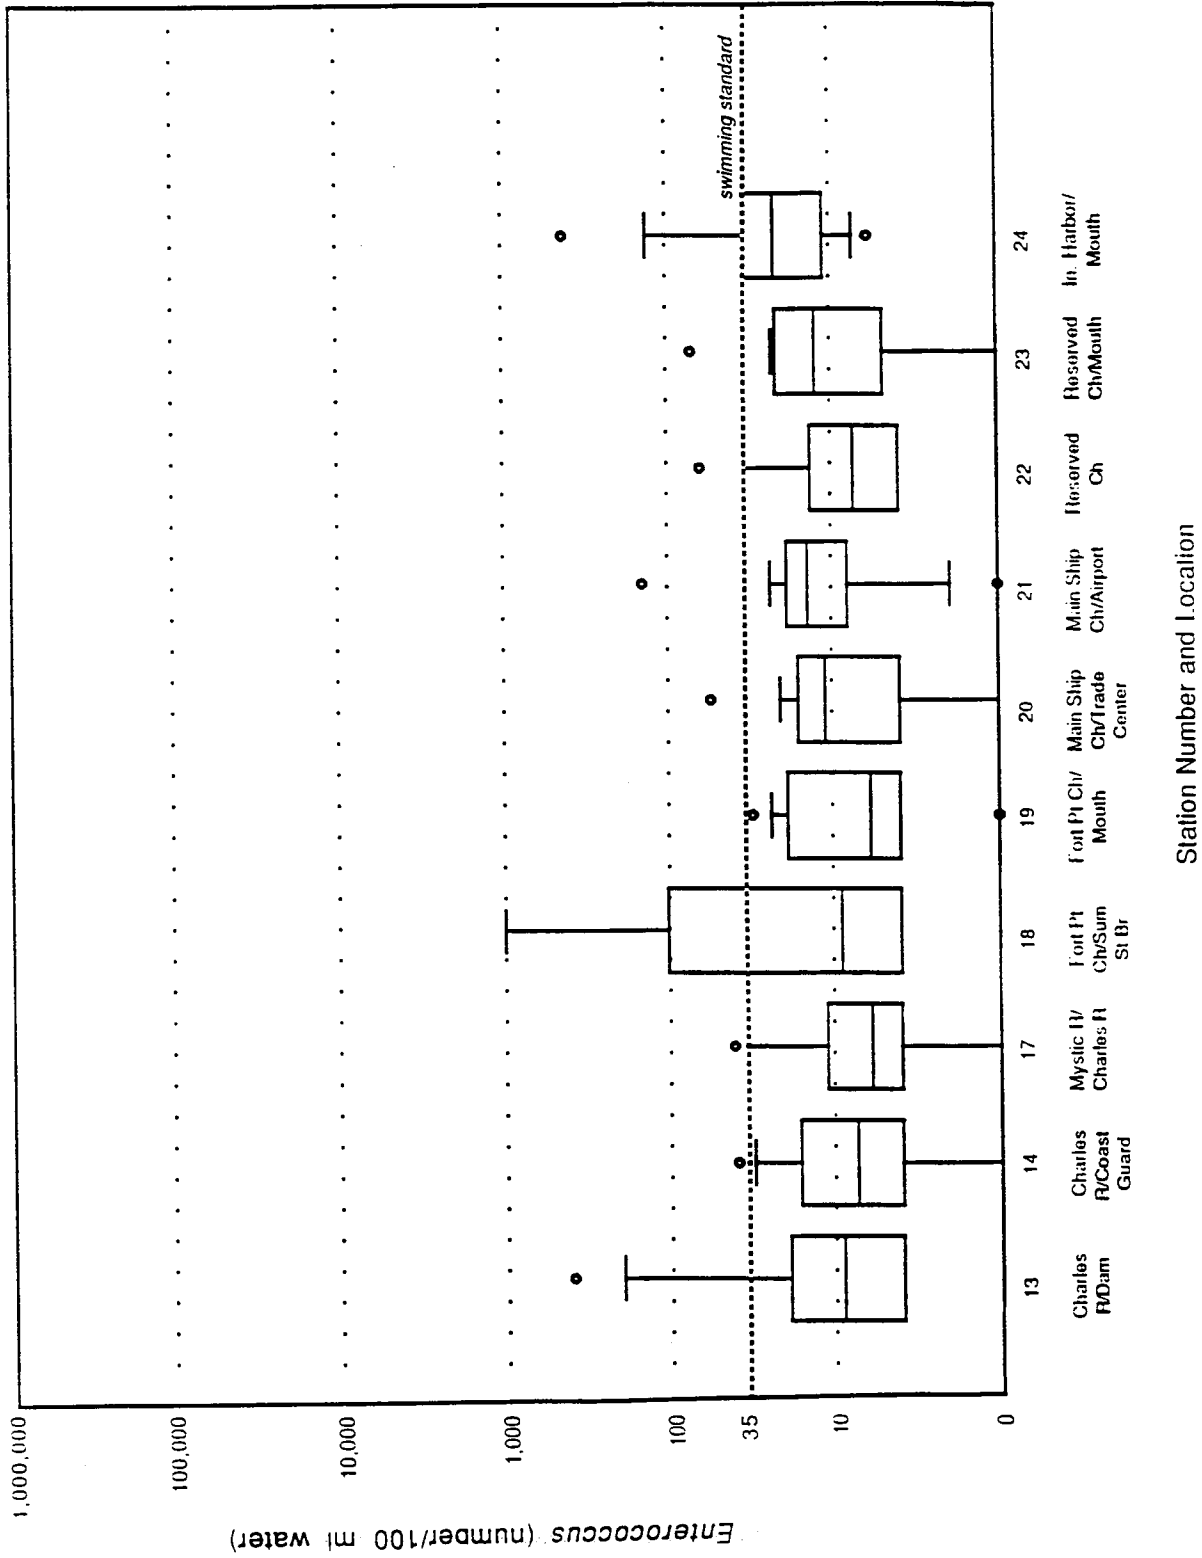 Enterococcus (number/100 ml water)
1,000,000
100,000
10,000
1,000
100
35
10
0
swimming standard
13
14
17
18
19
20
21
22
23
24
Charles
R/Dam
Charles
R/Coast
Guard
Mystic R/
Charles R
Fort Pt
Ch/Sum
St Br
Fort Pt Ch/
Mouth
Main Ship
Ch/Trade
Center
Main Ship
Ch/Airport
Reserved
Ch
Reserved
Ch/Mouth
In. Harbor/
Mouth
Station Number and Location